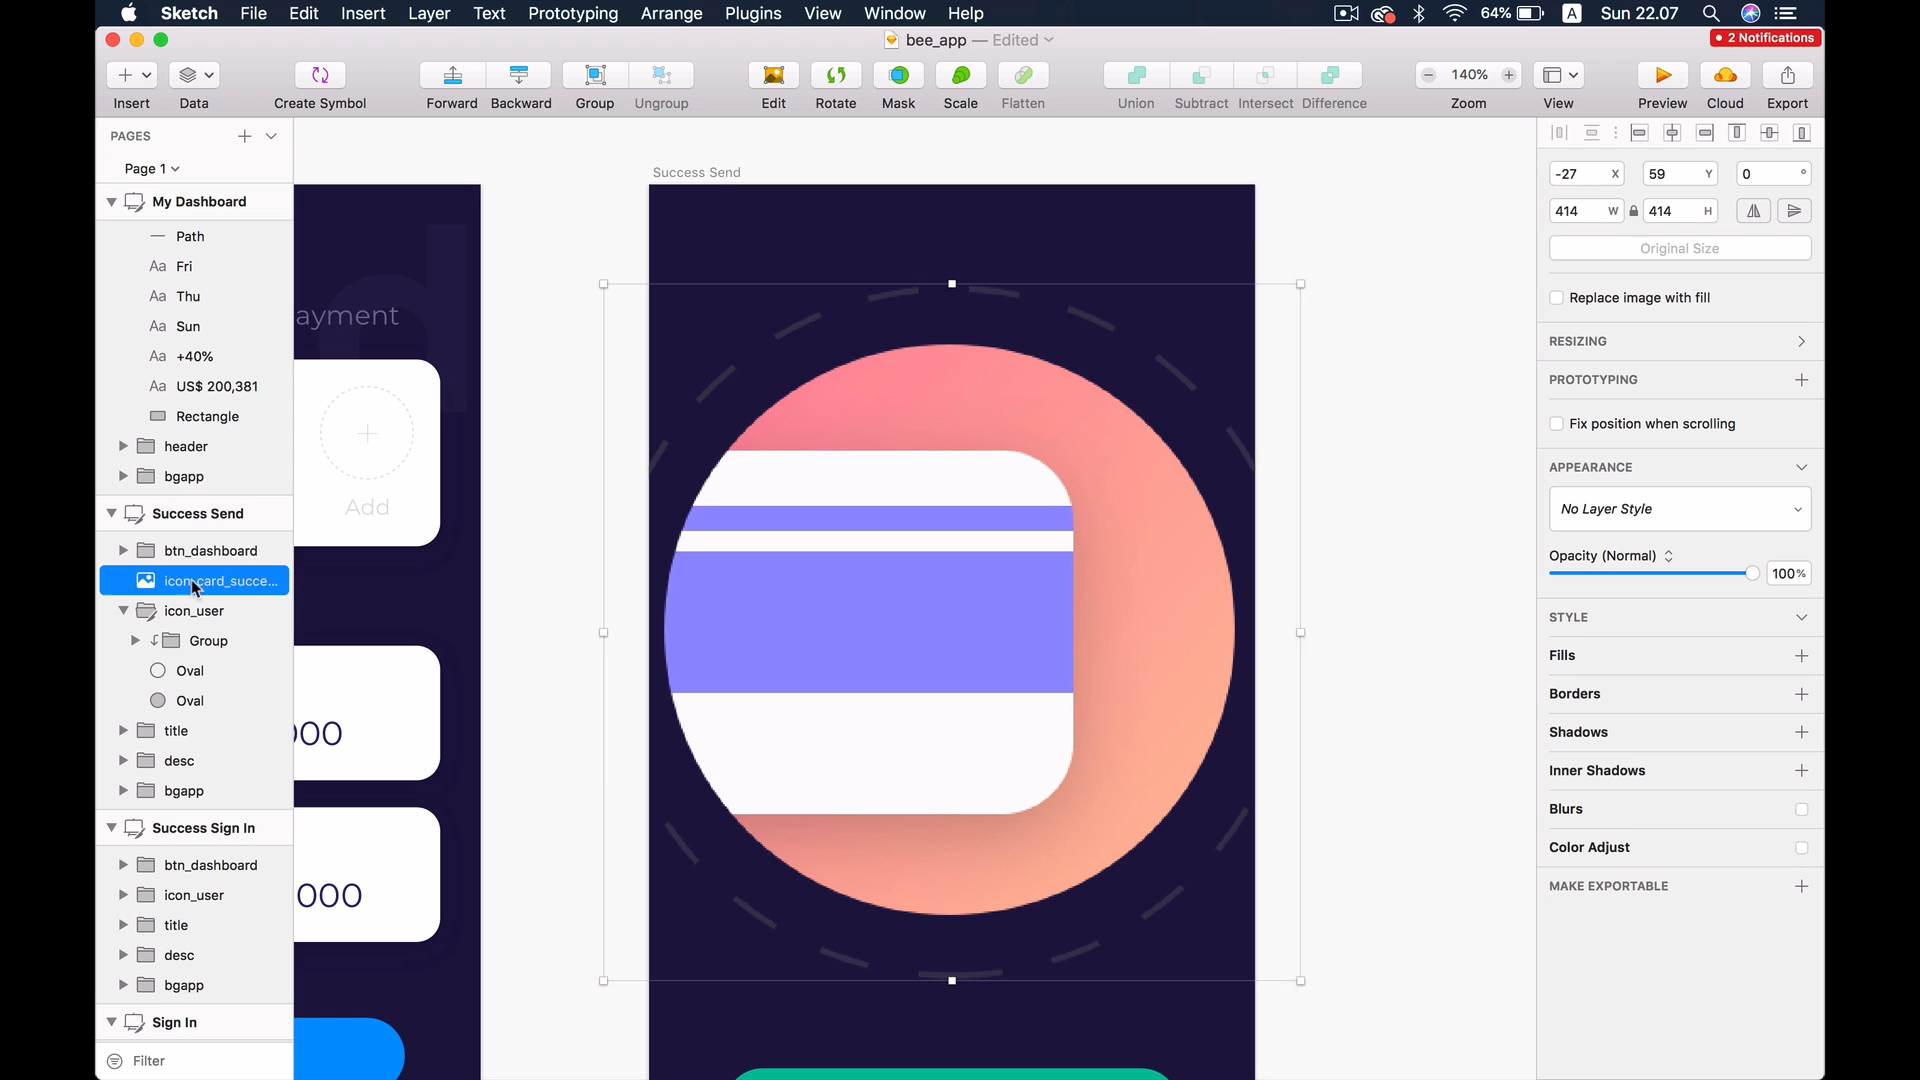 Sketch File Edit Insert Layer Text Prototyping Arrange Plugins View Window Help 64% A Sun 22.07
bee_app — Edited
2 Notifications
140%
Insert Data Create Symbol Forward Backward Group Ungroup Edit Rotate Mask Scale Flatten Union Subtract Intersect Difference Zoom View Preview Cloud Export
PAGES
Page 1
My Dashboard
Path
Aa Fri
Aa Thu
Aa Sun
Aa +40%
Aa US$ 200,381
Rectangle
header
bgapp
Success Send
btn_dashboard
icon_card_succe...
icon_user
Group
Oval
Oval
title
desc
bgapp
Success Sign In
btn_dashboard
icon_user
title
desc
bgapp
Sign In
Filter
d
ayment
Add
000
000
Success Send
-27 X 59 Y 0 °
414 W 414 H
Original Size
Replace image with fill
RESIZING
PROTOTYPING
Fix position when scrolling
APPEARANCE
No Layer Style
Opacity (Normal)
100%
STYLE
Fills
Borders
Shadows
Inner Shadows
Blurs
Color Adjust
MAKE EXPORTABLE